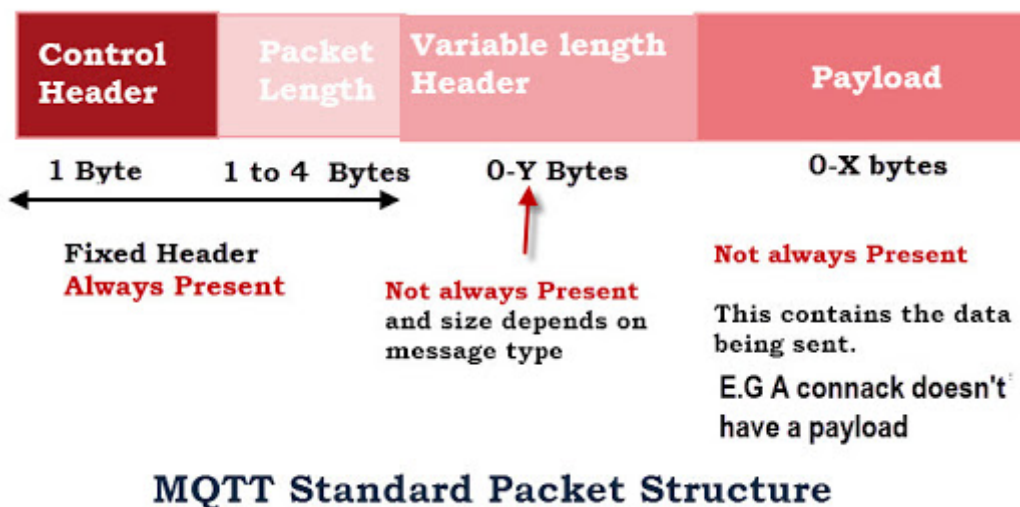 Control
Header
Packet
Length
Variable length
Header
Payload
1 Byte
1 to 4 Bytes
0-Y Bytes
0-X bytes
Fixed Header
Always Present
Not always Present
and size depends on
message type
Not always Present
This contains the data
being sent.
E.G A connack doesn't
have a payload
MQTT Standard Packet Structure